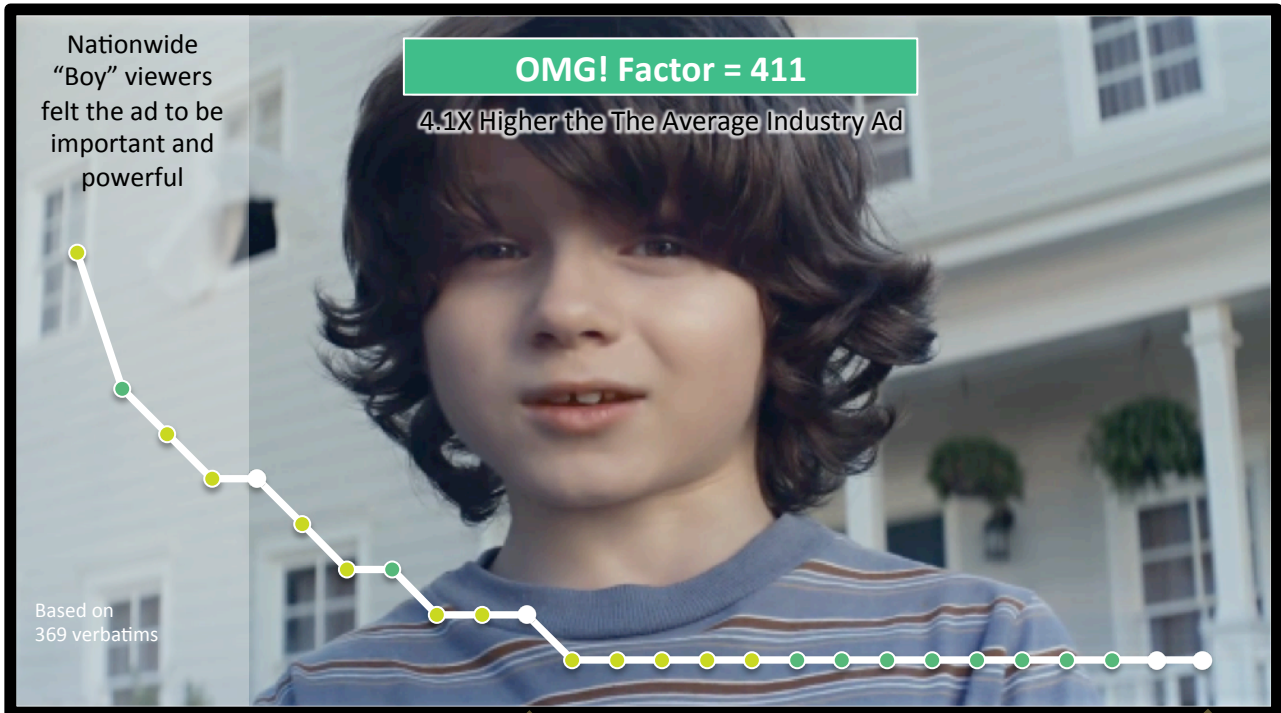 Nationwide
“Boy” viewers
felt the ad to be
important and
powerful
OMG! Factor = 411
4.1X Higher the The Average Industry Ad
Based on
369 verbatims